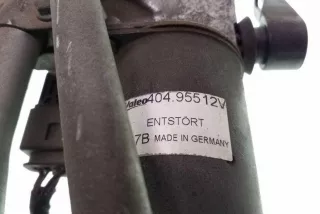 Valeo 404.955 12V
ENTSTÖRT
7B MADE IN GERMANY